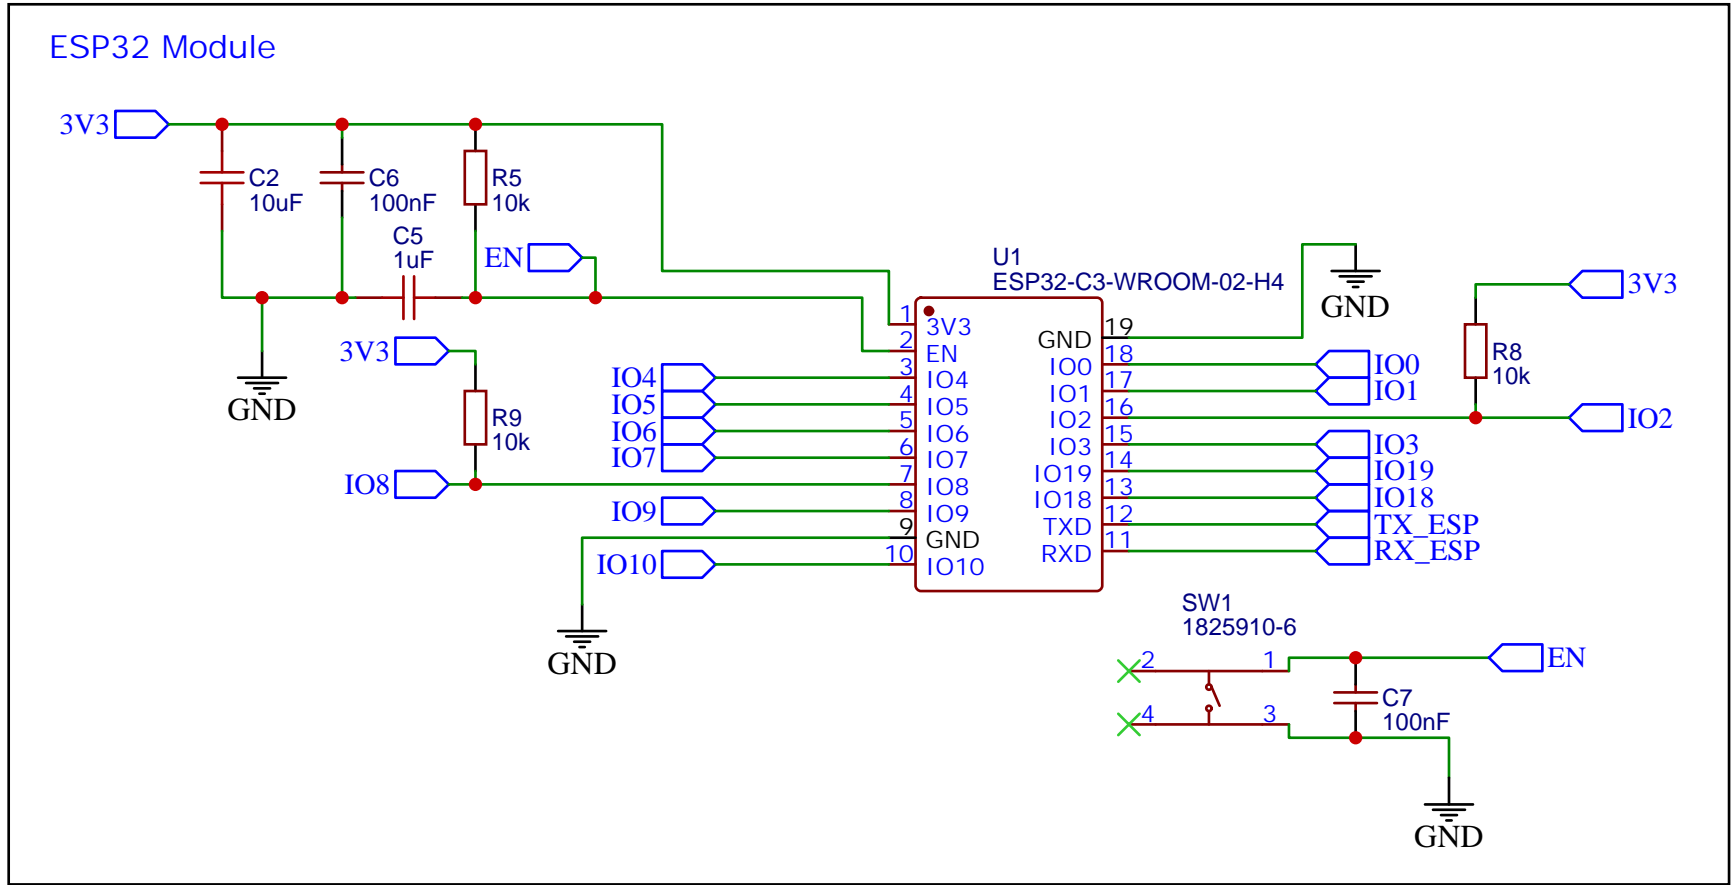 ESP32 Module
3V3
C2
10uF
C6
100nF
R5
10k
C5
1uF
EN
GND
3V3
R9
10k
IO8
IO4
IO5
IO6
IO7
IO9
IO10
GND
U1
ESP32-C3-WROOM-02-H4
1
3V3
2
EN
3
IO4
4
IO5
5
IO6
6
IO7
7
IO8
8
IO9
9
GND
10
IO10
19
GND
18
IO0
17
IO1
16
IO2
15
IO3
14
IO19
13
IO18
12
TXD
11
RXD
GND
3V3
R8
10k
IO0
IO1
IO2
IO3
IO19
IO18
TX_ESP
RX_ESP
SW1
1825910-6
2
1
4
3
EN
C7
100nF
GND